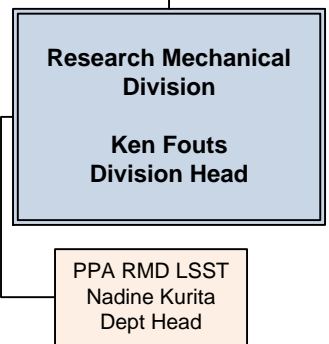 Research Mechanical
Division
Ken Fouts
Division Head
PPA RMD LSST
Nadine Kurita
Dept Head